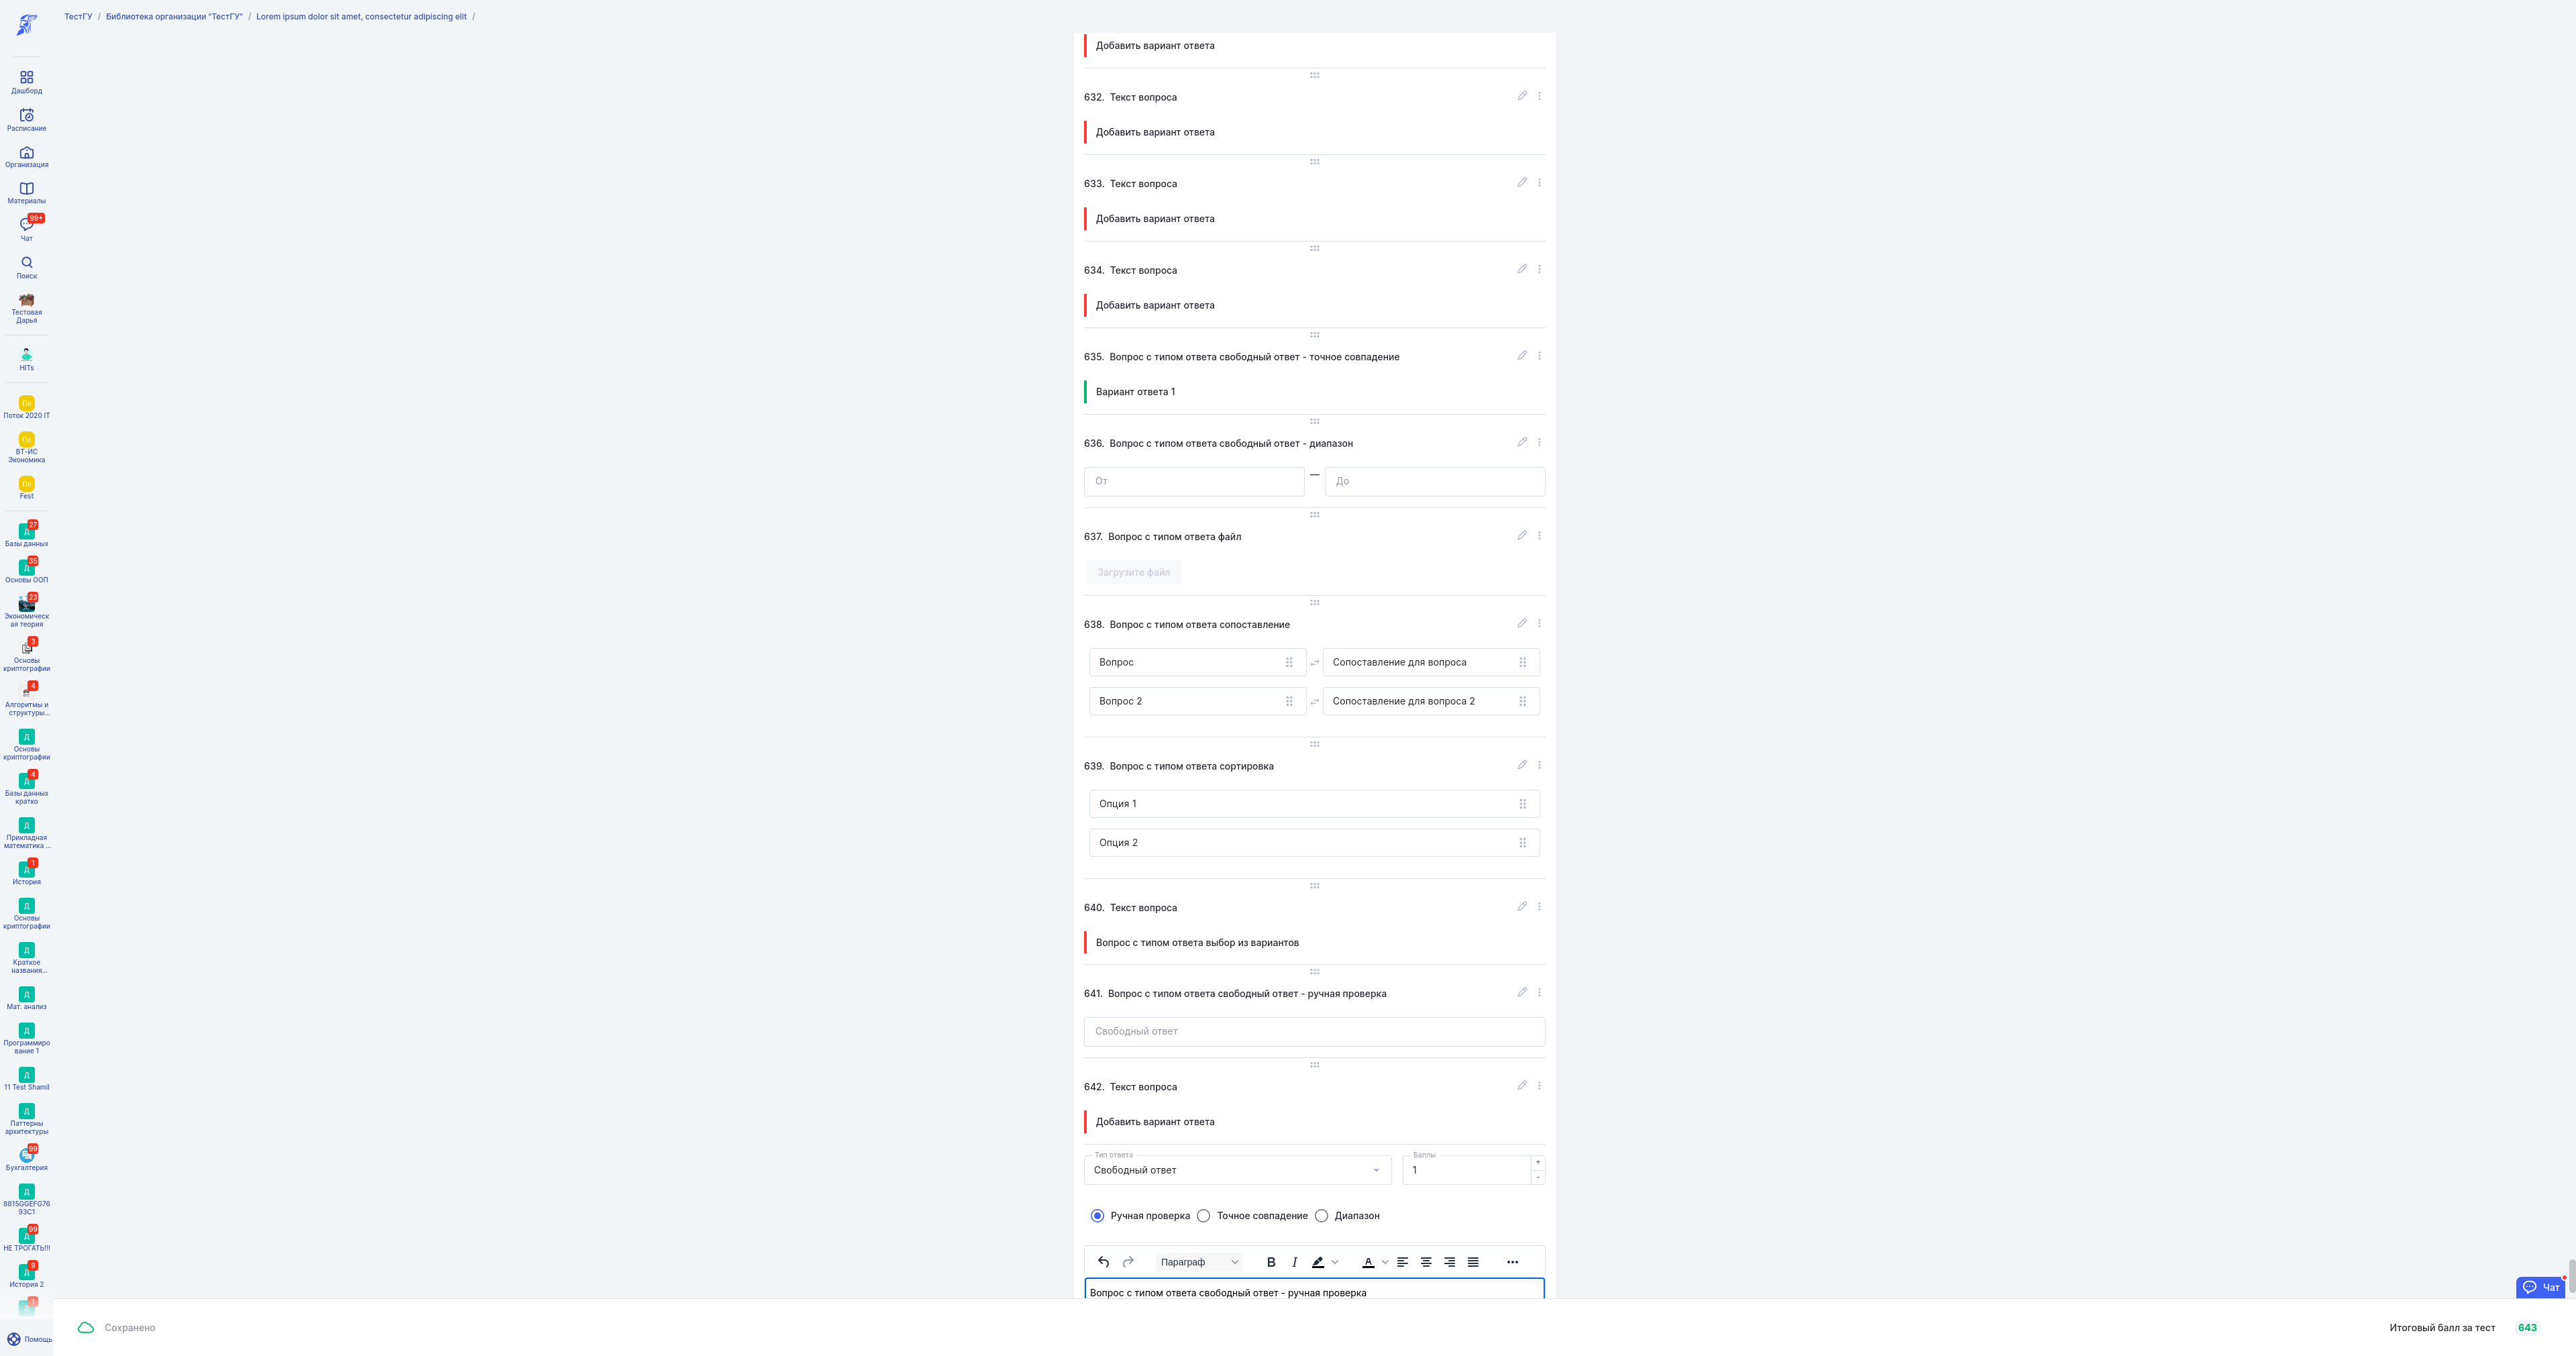 ТестГУ / Библиотека организации "ТестГУ" / Lorem ipsum dolor sit amet, consectetur adipiscing elit /
Дашборд
Расписание
Организация
Материалы
99+
Чат
Поиск
Тестовая
Дарья
HITs
По
Поток 2020 IT
По
ВТ-ИС
Экономика
По
Fest
27
Д
Базы данных
35
Д
Основы ООП
23
Экономическ
ая теория
3
Основы
криптографии
4
Алгоритмы и
структуры...
Д
Основы
криптографии
4
Д
Базы данных
кратко
Д
Прикладная
математика ...
1
Д
История
Д
Основы
криптографии
Д
Краткое
названия...
Д
Мат. анализ
Д
Программиро
вание 1
Д
11 Test Shamil
Д
Паттерны
архитектуры
99
Бухгалтерия
Д
8815GGEFG76
93C1
99
Д
НЕ ТРОГАТЬ!!!
9
Д
История 2
1
Д
Помощь
Добавить вариант ответа
632. Текст вопроса
Добавить вариант ответа
633. Текст вопроса
Добавить вариант ответа
634. Текст вопроса
Добавить вариант ответа
635. Вопрос с типом ответа свободный ответ - точное совпадение
Вариант ответа 1
636. Вопрос с типом ответа свободный ответ - диапазон
От — До
637. Вопрос с типом ответа файл
Загрузите файл
638. Вопрос с типом ответа сопоставление
Вопрос Сопоставление для вопроса
Вопрос 2 Сопоставление для вопроса 2
639. Вопрос с типом ответа сортировка
Опция 1
Опция 2
640. Текст вопроса
Вопрос с типом ответа выбор из вариантов
641. Вопрос с типом ответа свободный ответ - ручная проверка
Свободный ответ
642. Текст вопроса
Добавить вариант ответа
Тип ответа Баллы
Свободный ответ 1 + -
Ручная проверка Точное совпадение Диапазон
Параграф B I A ...
Вопрос с типом ответа свободный ответ - ручная проверка
Чат
Сохранено
Итоговый балл за тест 643